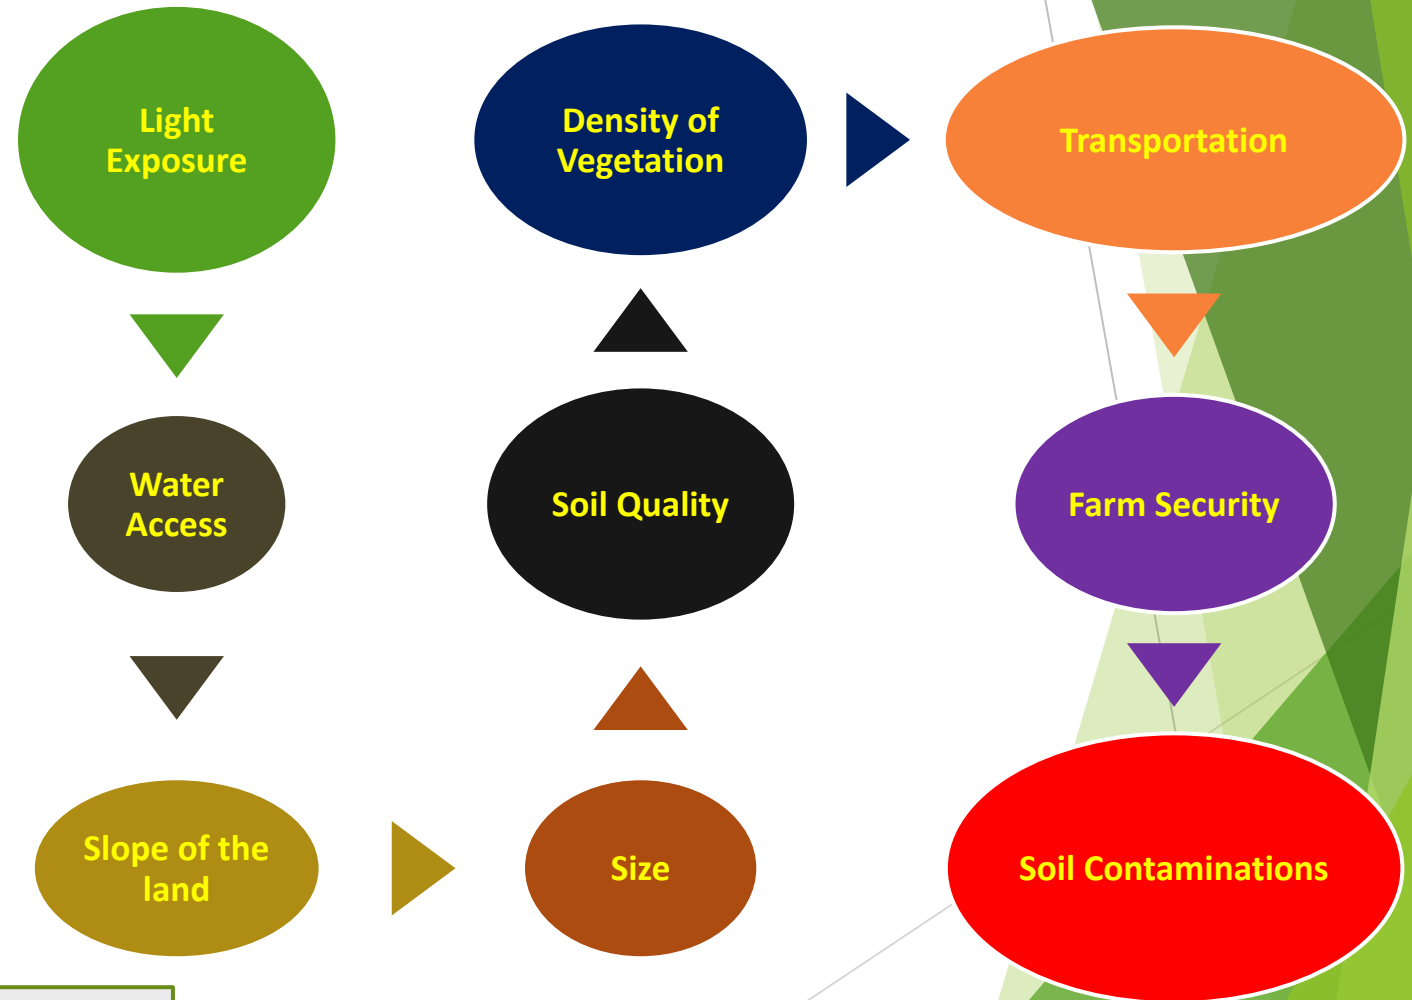 Light
Exposure
Water
Access
Slope of the
land
Size
Soil Quality
Density of
Vegetation
Transportation
Farm Security
Soil Contaminations